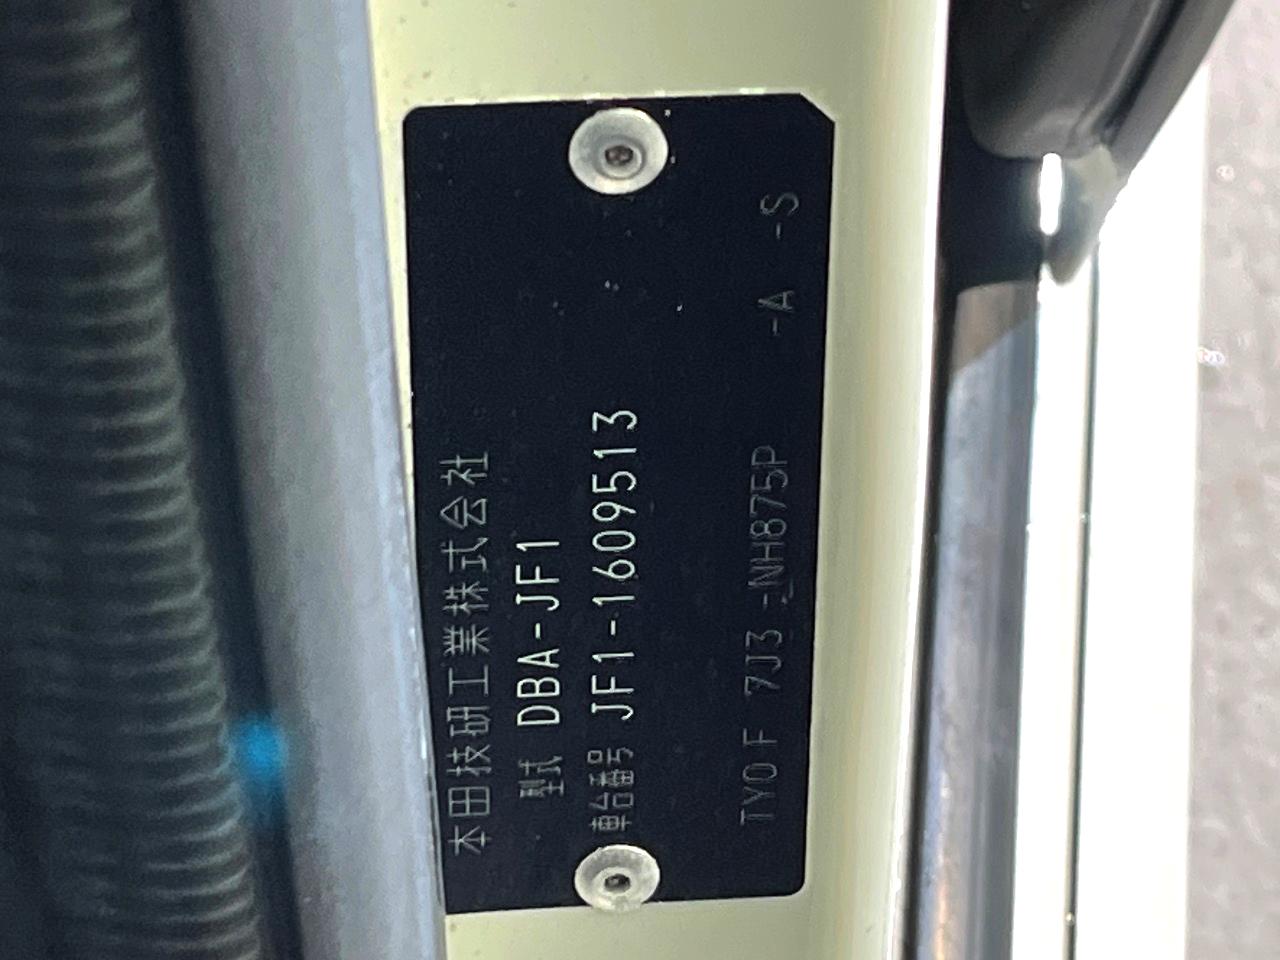 本田技研工業株式会社
型式 DBA-JF1
車台番号 JF1-1609513
TY0F 7J3-NH875P -A -S